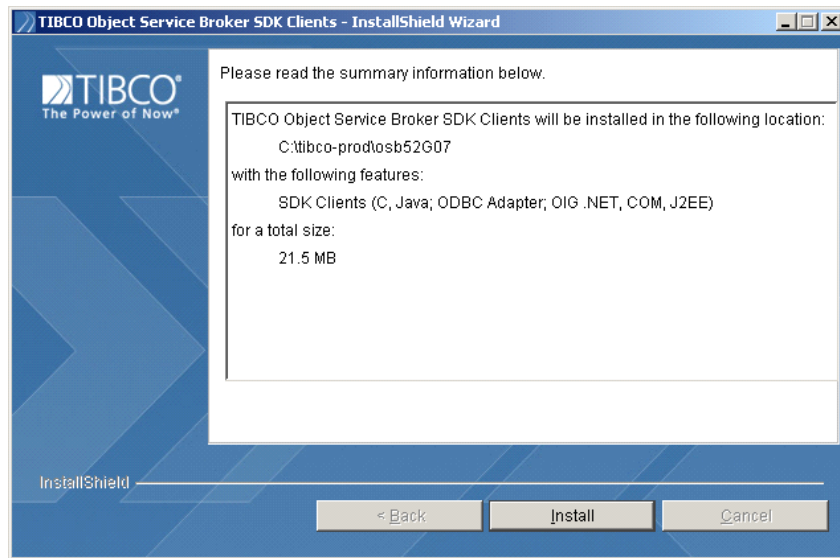 TIBCO Object Service Broker SDK Clients - InstallShield Wizard
TIBCO®
The Power of Now®
Please read the summary information below.
TIBCO Object Service Broker SDK Clients will be installed in the following location:
C:\tibco-prod\osb52G07
with the following features:
SDK Clients (C, Java; ODBC Adapter; OIG .NET, COM, J2EE)
for a total size:
21.5 MB
InstallShield
< Back
Install
Cancel